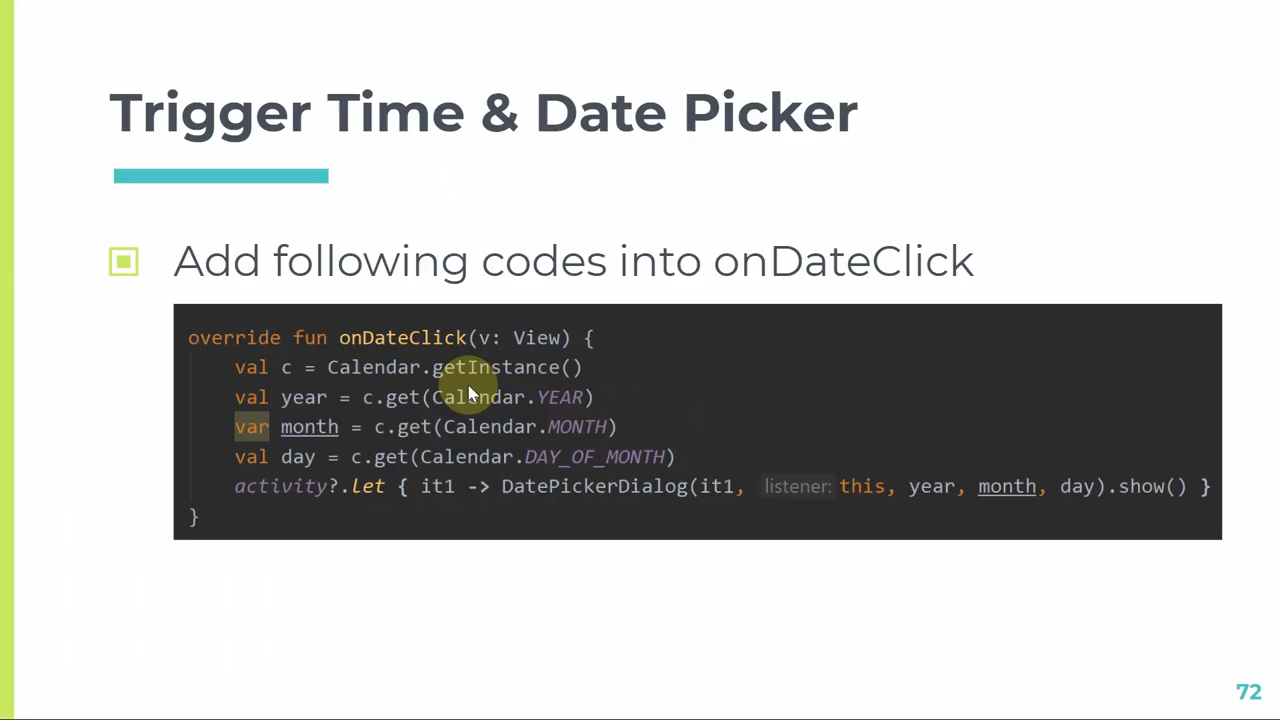 Trigger Time & Date Picker
Add following codes into onDateClick
override fun onDateClick(v: View) {
val c = Calendar.getInstance()
val year = c.get(Calendar.YEAR)
var month = c.get(Calendar.MONTH)
val day = c.get(Calendar.DAY_OF_MONTH)
activity?.let { it1 -> DatePickerDialog(it1, listener: this, year, month, day).show() }
}
72